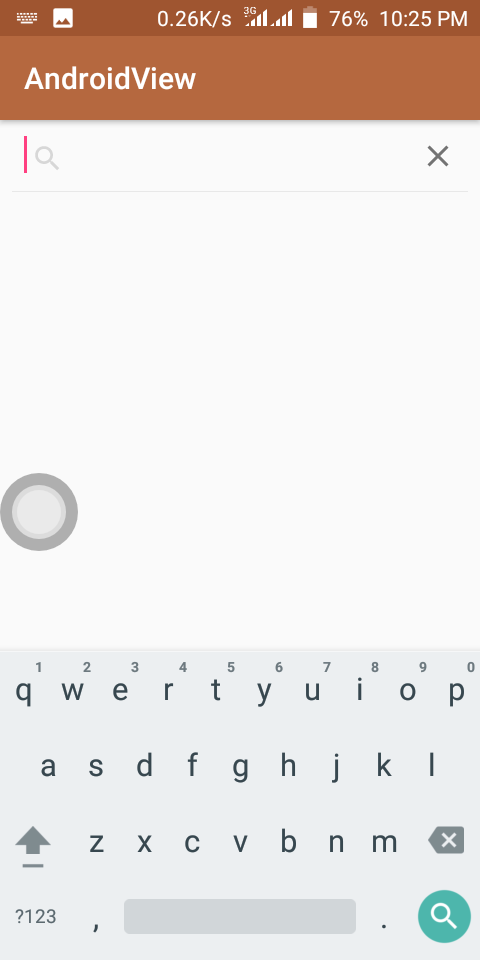 0.26K/s 3G 76% 10:25 PM
AndroidView
1 2 3 4 5 6 7 8 9 0
q w e r t y u i o p
a s d f g h j k l
z x c v b n m
?123 , .